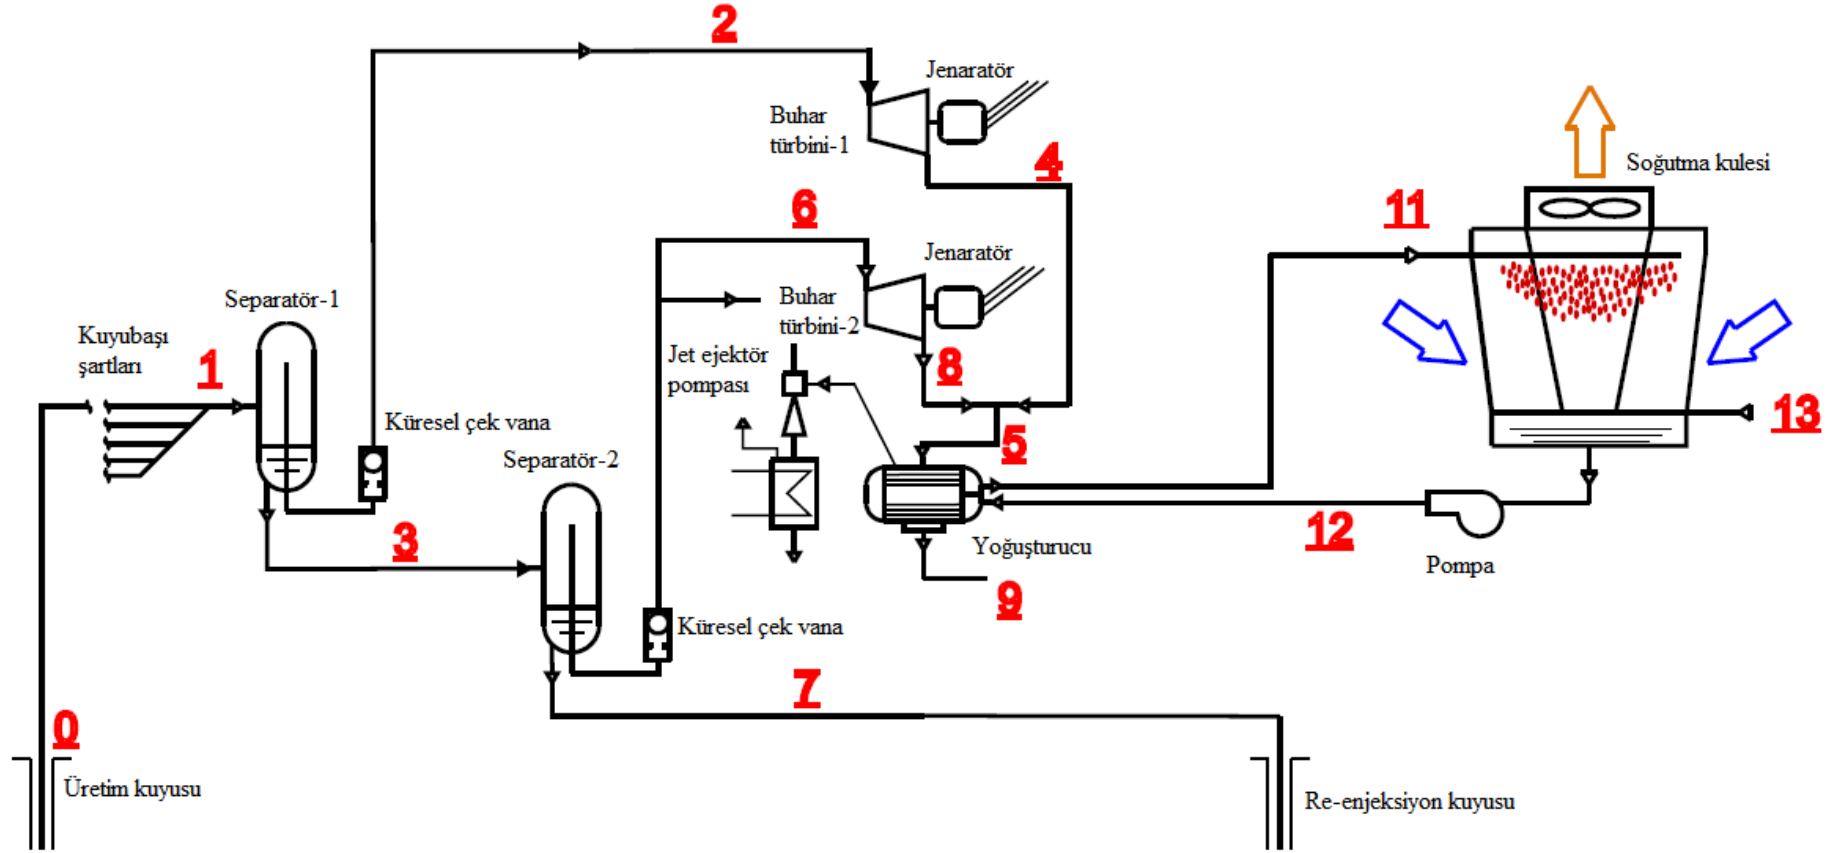 2
Jenaratör
Buhar
türbini-1
4
Soğutma kulesi
6
11
Jenaratör
Separatör-1
Buhar
türbini-2
Kuyubaşı
şartları
1
Jet ejektör
pompası
8
13
Küresel çek vana
5
Separatör-2
3
12
Yoğuşturucu
Pompa
9
Küresel çek vana
7
0
Üretim kuyusu
Re-enjeksiyon kuyusu